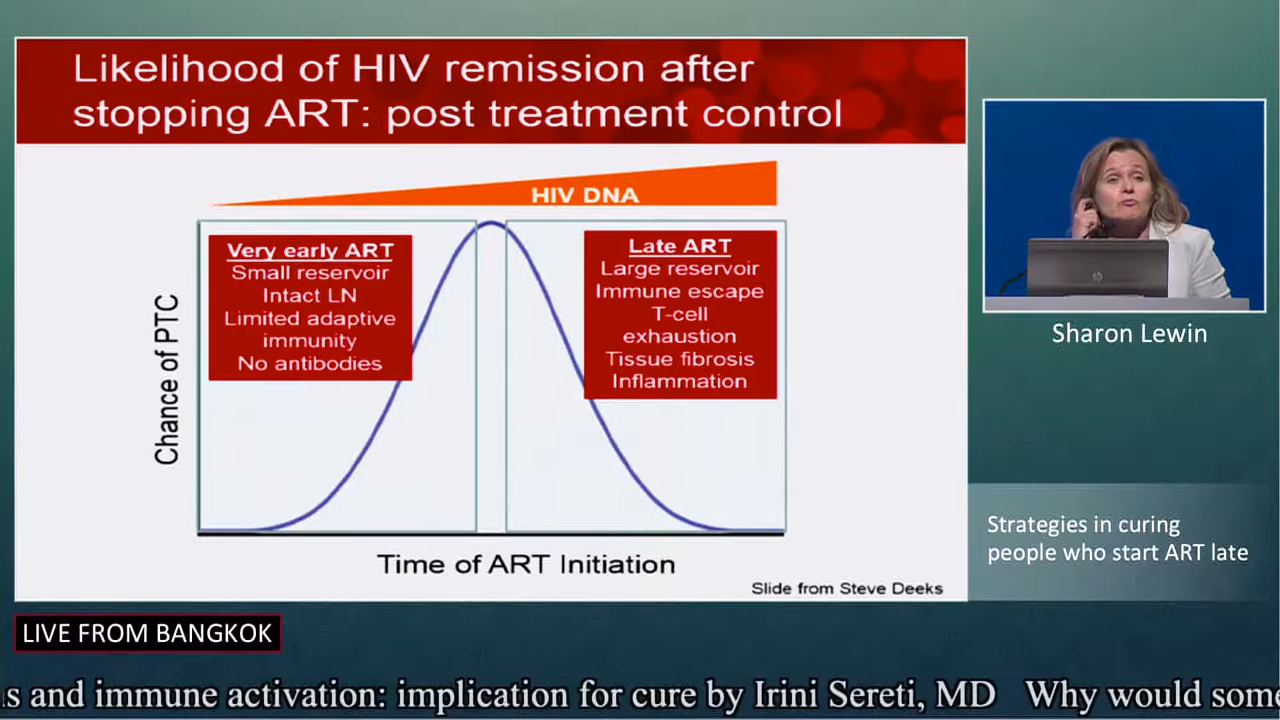 Likelihood of HIV remission after
stopping ART: post treatment control
HIV DNA
Very early ART
Small reservoir
Intact LN
Limited adaptive
immunity
No antibodies
Late ART
Large reservoir
Immune escape
T-cell
exhaustion
Tissue fibrosis
Inflammation
Chance of PTC
Time of ART Initiation
Slide from Steve Deeks
hp
Sharon Lewin
Strategies in curing
people who start ART late
LIVE FROM BANGKOK
s and immune activation: implication for cure by Irini Sereti, MD Why would som